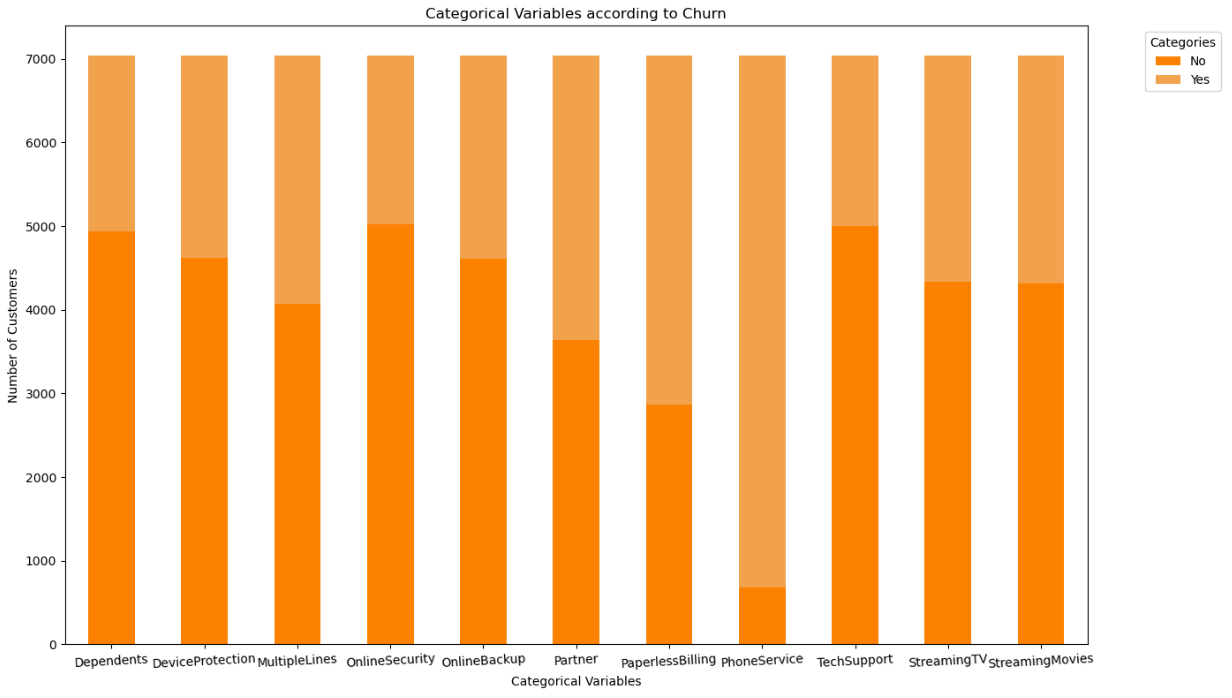 Categorical Variables according to Churn
Categories
No
Yes
Number of Customers
7000
6000
5000
4000
3000
2000
1000
0
Dependents DeviceProtection MultipleLines OnlineSecurity OnlineBackup Partner PaperlessBilling PhoneService TechSupport StreamingTV StreamingMovies
Categorical Variables